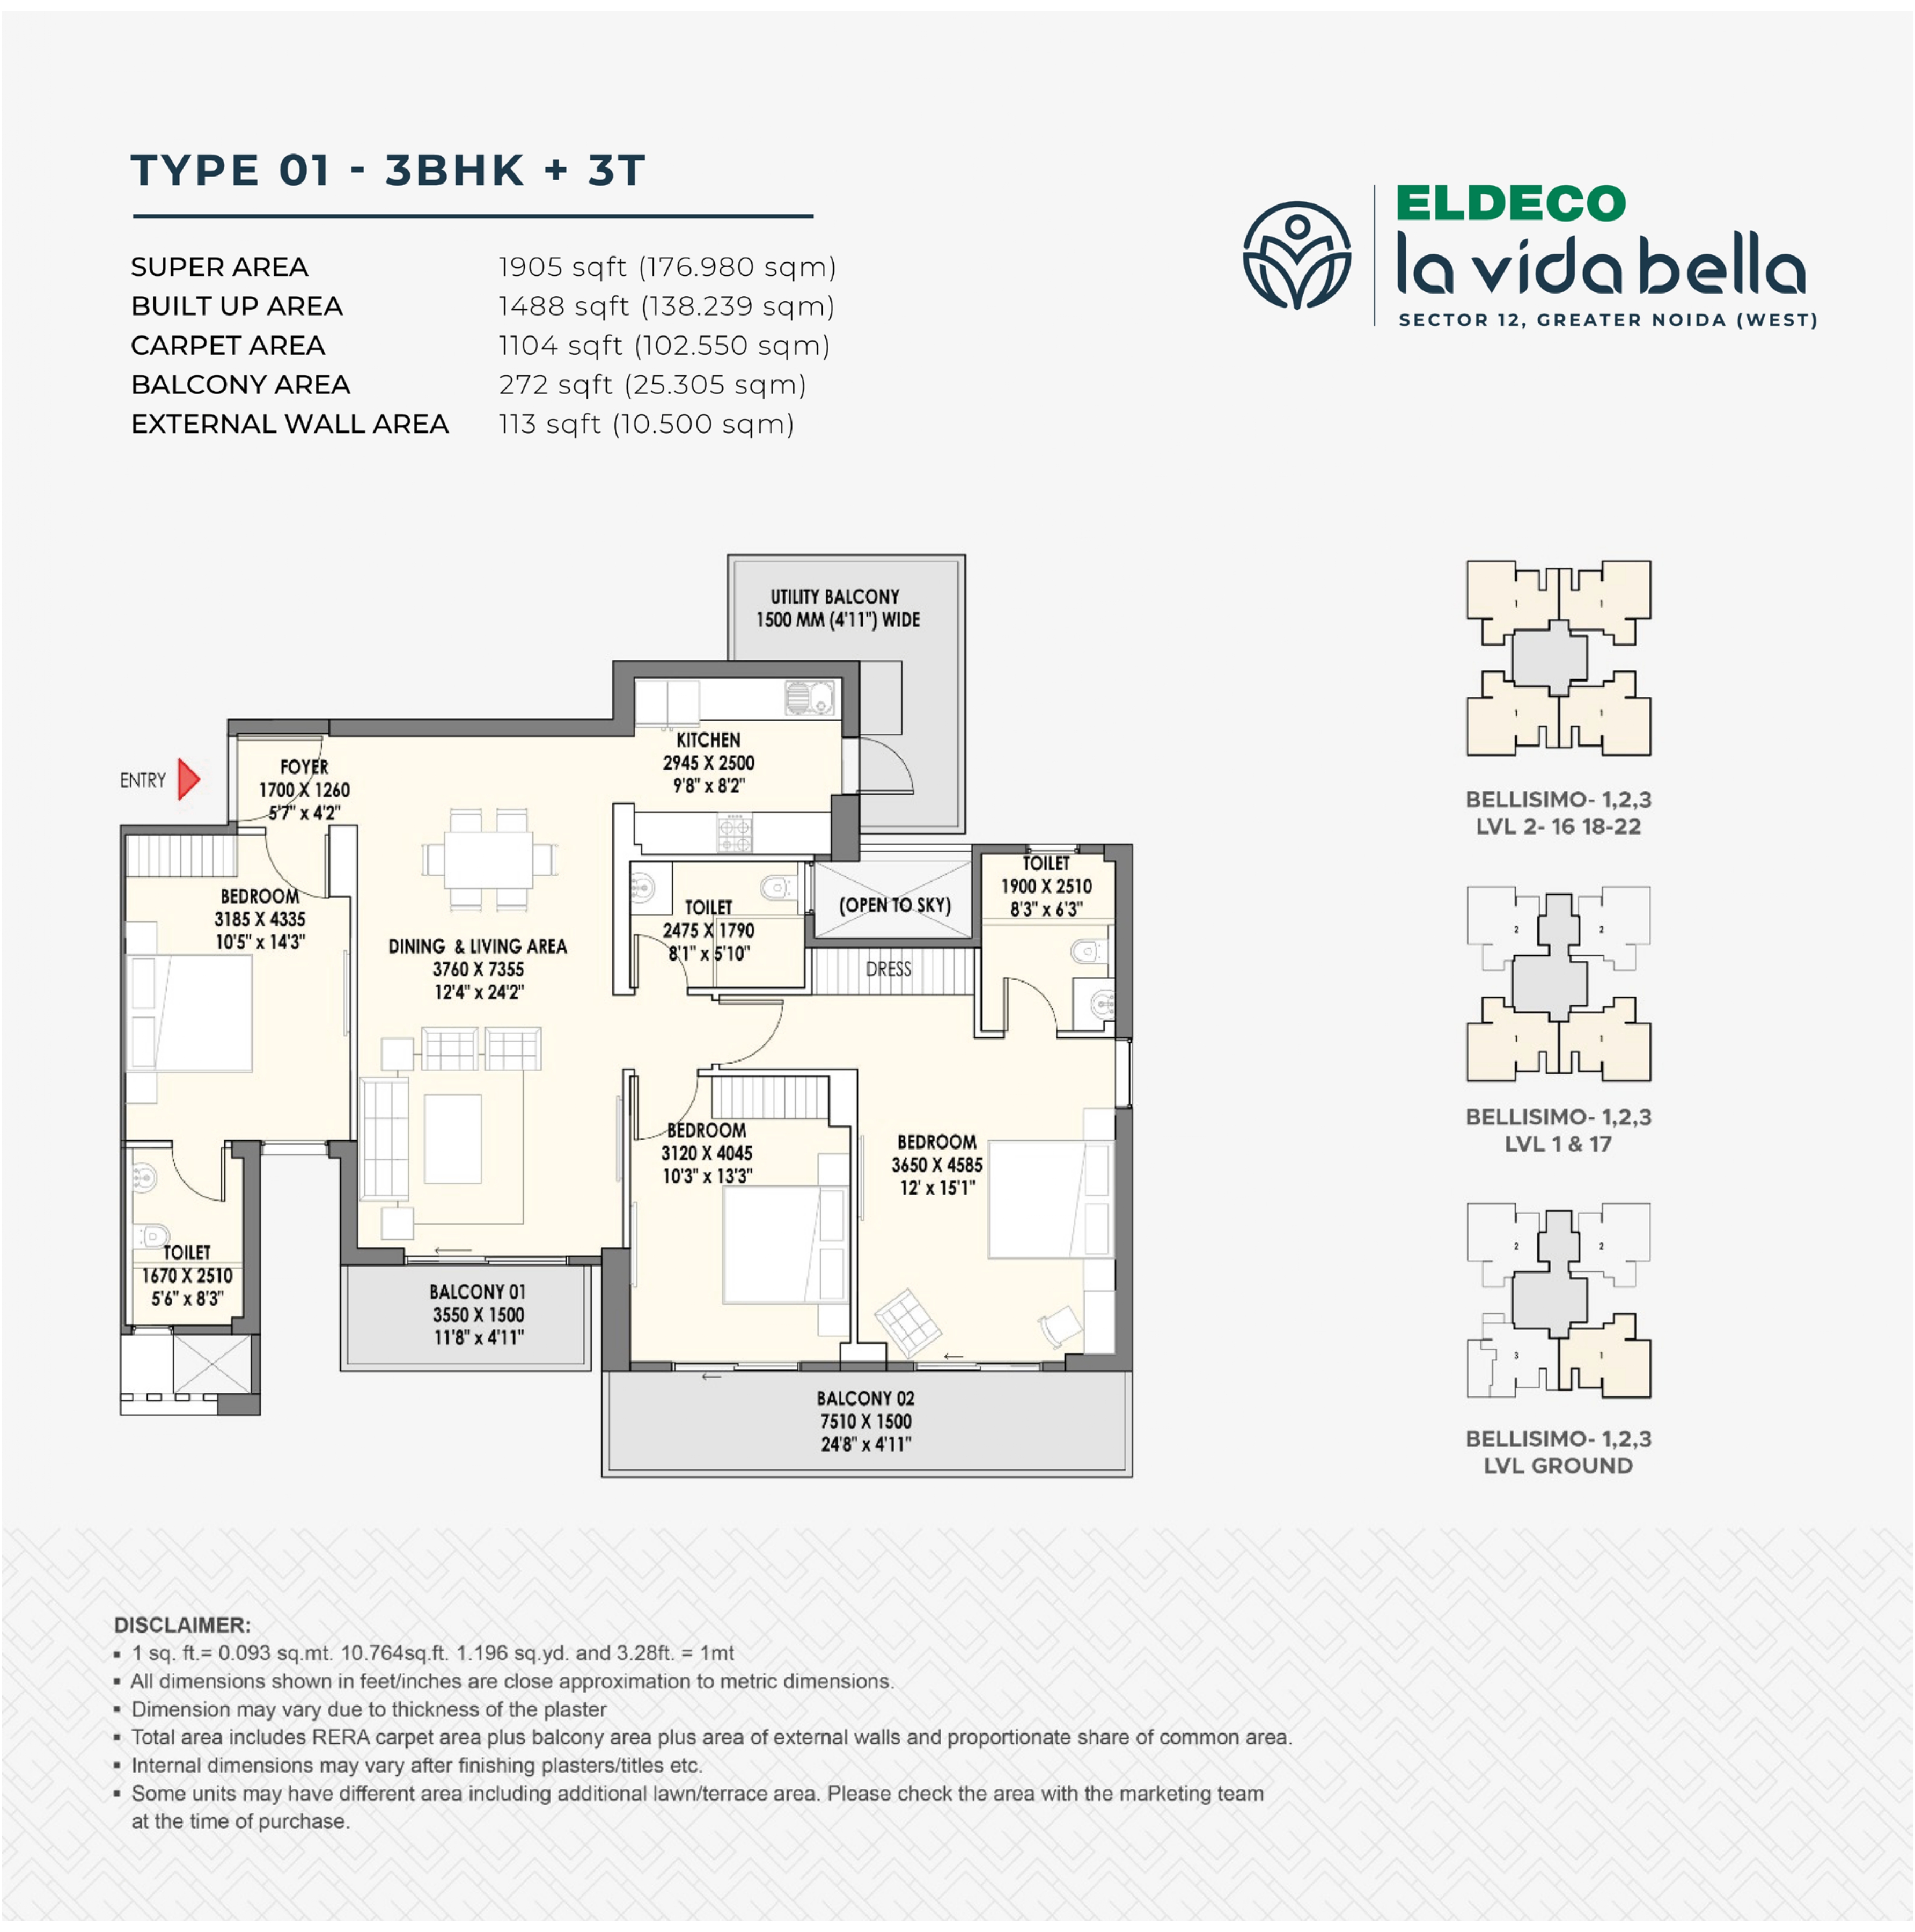 TYPE 01 - 3BHK + 3T
SUPER AREA 1905 sqft (176.980 sqm)
BUILT UP AREA 1488 sqft (138.239 sqm)
CARPET AREA 1104 sqft (102.550 sqm)
BALCONY AREA 272 sqft (25.305 sqm)
EXTERNAL WALL AREA 113 sqft (10.500 sqm)
ELDECO
la vida bella
SECTOR 12, GREATER NOIDA (WEST)
UTILITY BALCONY
1500 MM (4'11") WIDE
KITCHEN
2945 X 2500
9'8" x 8'2"
ENTRY
FOYER
1700 X 1260
5'7" x 4'2"
BEDROOM
3185 X 4335
10'5" x 14'3"
DINING & LIVING AREA
3760 X 7355
12'4" x 24'2"
TOILET
2475 X 1790
8'1" x 5'10"
(OPEN TO SKY)
TOILET
1900 X 2510
8'3" x 6'3"
DRESS
BEDROOM
3120 X 4045
10'3" x 13'3"
BEDROOM
3650 X 4585
12' x 15'1"
TOILET
1670 X 2510
5'6" x 8'3"
BALCONY 01
3550 X 1500
11'8" x 4'11"
BALCONY 02
7510 X 1500
24'8" x 4'11"
1 1
1 1
BELLISIMO- 1,2,3
LVL 2- 16 18-22
2 2
1 1
BELLISIMO- 1,2,3
LVL 1 & 17
2 2
3 1
BELLISIMO- 1,2,3
LVL GROUND
DISCLAIMER:
▪ 1 sq. ft.= 0.093 sq.mt. 10.764sq.ft. 1.196 sq.yd. and 3.28ft. = 1mt
▪ All dimensions shown in feet/inches are close approximation to metric dimensions.
▪ Dimension may vary due to thickness of the plaster
▪ Total area includes RERA carpet area plus balcony area plus area of external walls and proportionate share of common area.
▪ Internal dimensions may vary after finishing plasters/titles etc.
▪ Some units may have different area including additional lawn/terrace area. Please check the area with the marketing team
at the time of purchase.